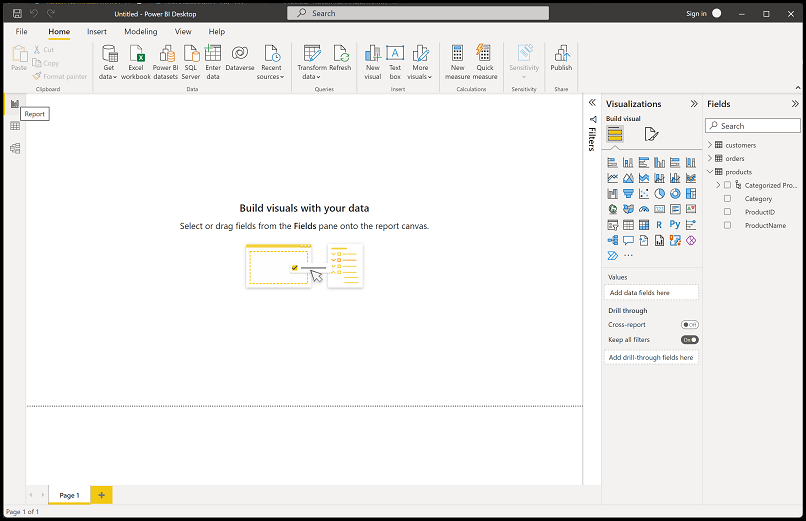 Untitled - Power BI Desktop
Search
Sign in
File Home Insert Modeling View Help
Paste
Cut
Copy
Format painter
Clipboard
Get data
Excel workbook
Power BI datasets
SQL Server
Enter data
Dataverse
Recent sources
Data
Transform data
Refresh
Queries
New visual
Text box
More visuals
Insert
New measure
Quick measure
Calculations
Sensitivity
Sensitivity
Publish
Share
Report
Build visuals with your data
Select or drag fields from the Fields pane onto the report canvas.
Filters
Visualizations
Build visual
R Py
Values
Add data fields here
Drill through
Cross-report Off
Keep all filters On
Add drill-through fields here
Fields
Search
customers
orders
products
Categorized Pro...
Category
ProductID
ProductName
Page 1
Page 1 of 1